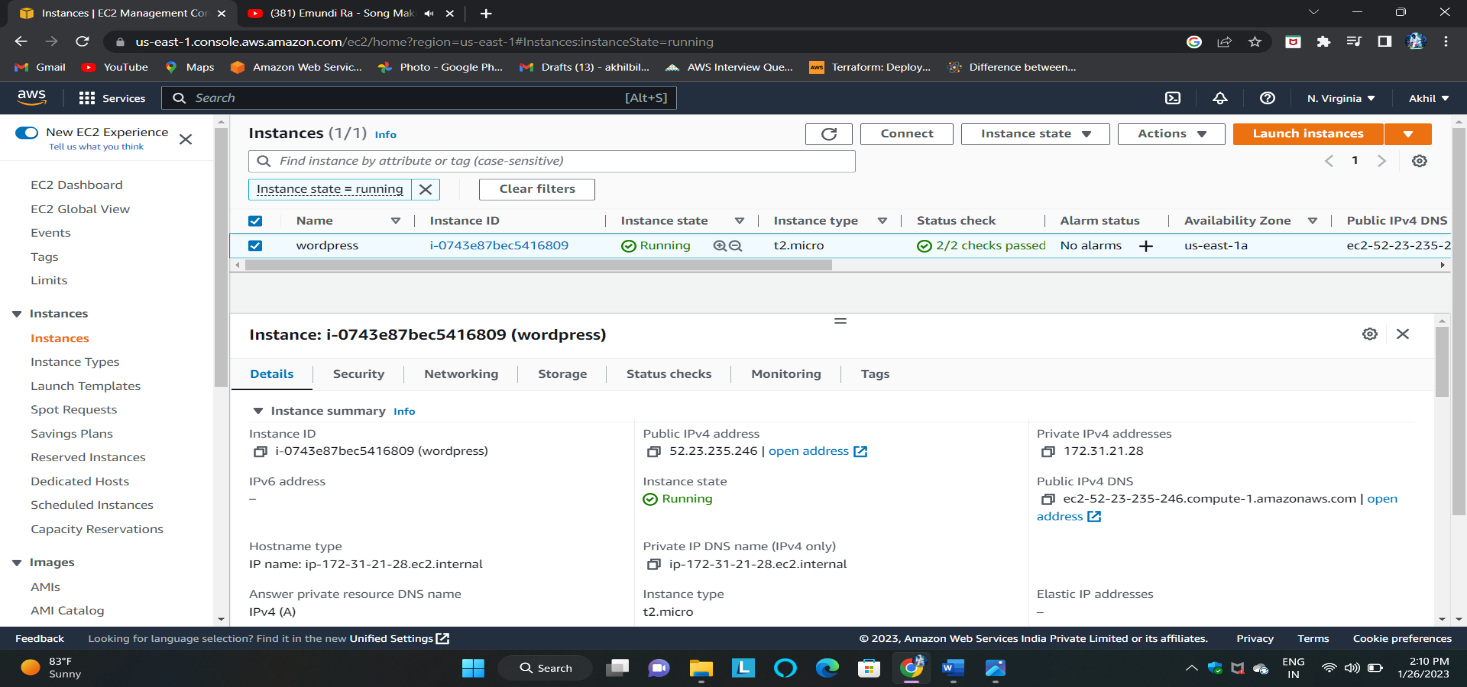 Instances | EC2 Management Cor
(381) Emundi Ra - Song Mak
us-east-1.console.aws.amazon.com/ec2/home?region=us-east-1#Instances:instanceState=running
Gmail YouTube Maps Amazon Web Servic... Photo - Google Ph... Drafts (13) - akhilbil... AWS Interview Que... Terraform: Deploy... Difference between...
aws Services Search [Alt+S] N. Virginia Akhil
New EC2 Experience
Tell us what you think
EC2 Dashboard
EC2 Global View
Events
Tags
Limits
Instances
Instances
Instance Types
Launch Templates
Spot Requests
Savings Plans
Reserved Instances
Dedicated Hosts
Scheduled Instances
Capacity Reservations
Images
AMIs
AMI Catalog
Instances (1/1) Info
Connect Instance state Actions Launch instances
Find instance by attribute or tag (case-sensitive)
1
Instance state = running Clear filters
Name Instance ID Instance state Instance type Status check Alarm status Availability Zone Public IPv4 DNS
wordpress i-0743e87bec5416809 Running t2.micro 2/2 checks passed No alarms + us-east-1a ec2-52-23-235-2
Instance: i-0743e87bec5416809 (wordpress)
Details Security Networking Storage Status checks Monitoring Tags
Instance summary Info
Instance ID
i-0743e87bec5416809 (wordpress)
Public IPv4 address
52.23.235.246 | open address
Private IPv4 addresses
172.31.21.28
IPv6 address
–
Instance state
Running
Public IPv4 DNS
ec2-52-23-235-246.compute-1.amazonaws.com | open
address
Hostname type
IP name: ip-172-31-21-28.ec2.internal
Private IP DNS name (IPv4 only)
ip-172-31-21-28.ec2.internal
Answer private resource DNS name
IPv4 (A)
Instance type
t2.micro
Elastic IP addresses
–
Feedback Looking for language selection? Find it in the new Unified Settings © 2023, Amazon Web Services India Private Limited or its affiliates. Privacy Terms Cookie preferences
83°F
Sunny
Search
ENG
IN
2:10 PM
1/26/2023